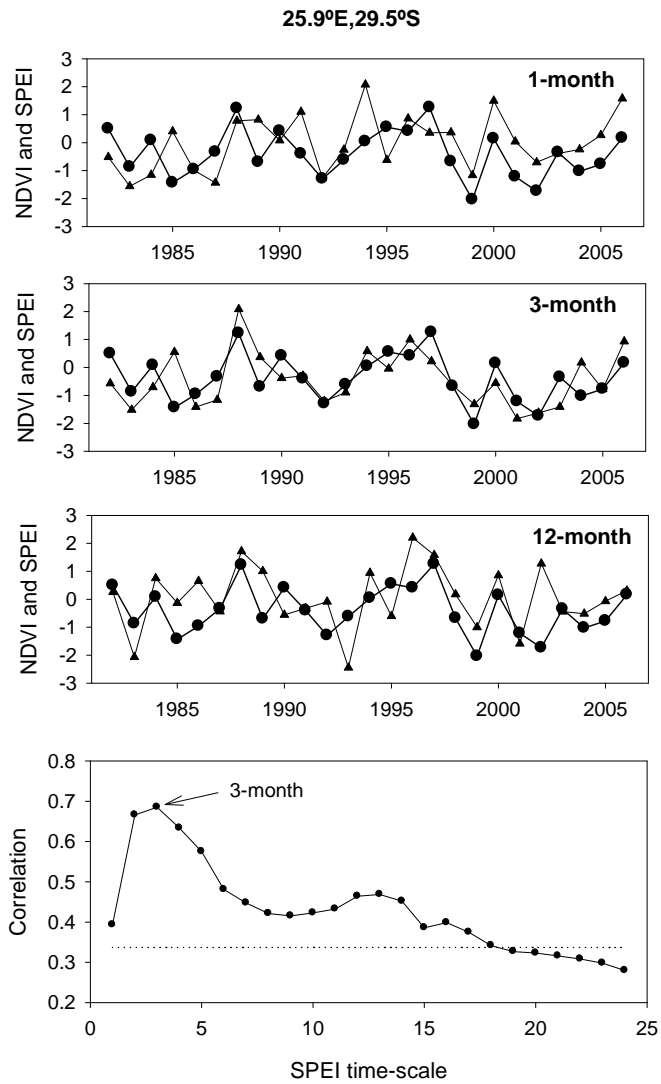 25.9ºE,29.5ºS
1-month
NDVI and SPEI
3
2
1
0
-1
-2
-3
1985 1990 1995 2000 2005
3-month
NDVI and SPEI
3
2
1
0
-1
-2
-3
1985 1990 1995 2000 2005
12-month
NDVI and SPEI
3
2
1
0
-1
-2
-3
1985 1990 1995 2000 2005
Correlation
0.8
0.7
0.6
0.5
0.4
0.3
0.2
3-month
0 5 10 15 20 25
SPEI time-scale